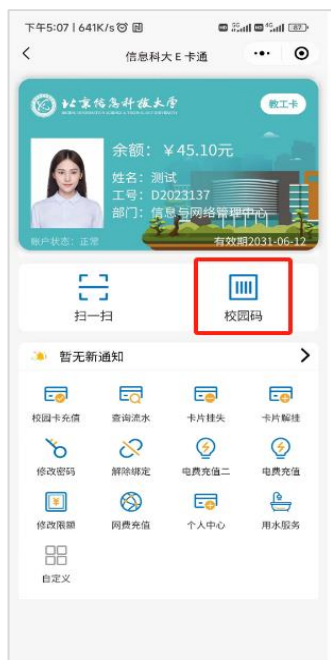 下午5:07 | 641K/s
5G 5G 87
信息科大 E 卡通
北京信息科技大学
教工卡
余额：￥45.10元
姓名：测试
工号：D2023137
部门：信息与网络管理中心
账户状态：正常 有效期2031-06-12
扫一扫 校园码
暂无新通知
校园卡充值 查询流水 卡片挂失 卡片解挂
修改密码 解除绑定 电费充值二 电费充值
修改限额 网费充值 个人中心 用水服务
自定义